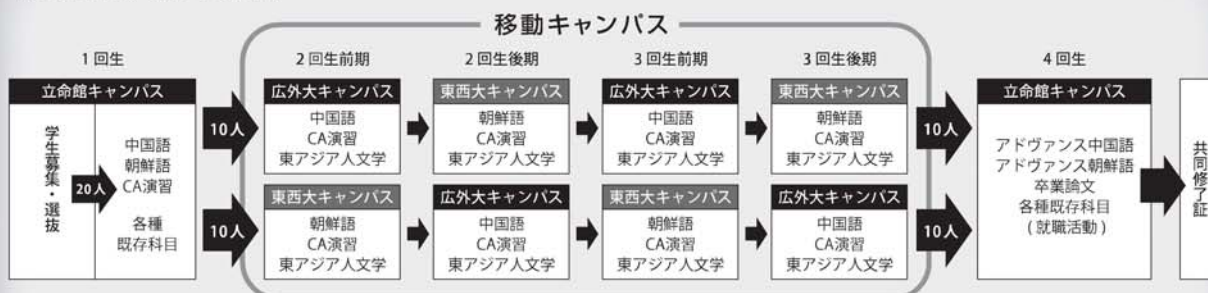 移動キャンパス
1回生
2回生前期
2回生後期
3回生前期
3回生後期
4回生
立命館キャンパス
学生募集・選抜
20人
中国語
朝鮮語
CA演習
各種
既存科目
10人
10人
広外大キャンパス
中国語
CA演習
東アジア人文学
東西大キャンパス
朝鮮語
CA演習
東アジア人文学
広外大キャンパス
中国語
CA演習
東アジア人文学
東西大キャンパス
朝鮮語
CA演習
東アジア人文学
東西大キャンパス
朝鮮語
CA演習
東アジア人文学
広外大キャンパス
中国語
CA演習
東アジア人文学
東西大キャンパス
朝鮮語
CA演習
東アジア人文学
広外大キャンパス
中国語
CA演習
東アジア人文学
10人
10人
立命館キャンパス
アドヴァンス中国語
アドヴァンス朝鮮語
卒業論文
各種既存科目
(就職活動)
共同修了証